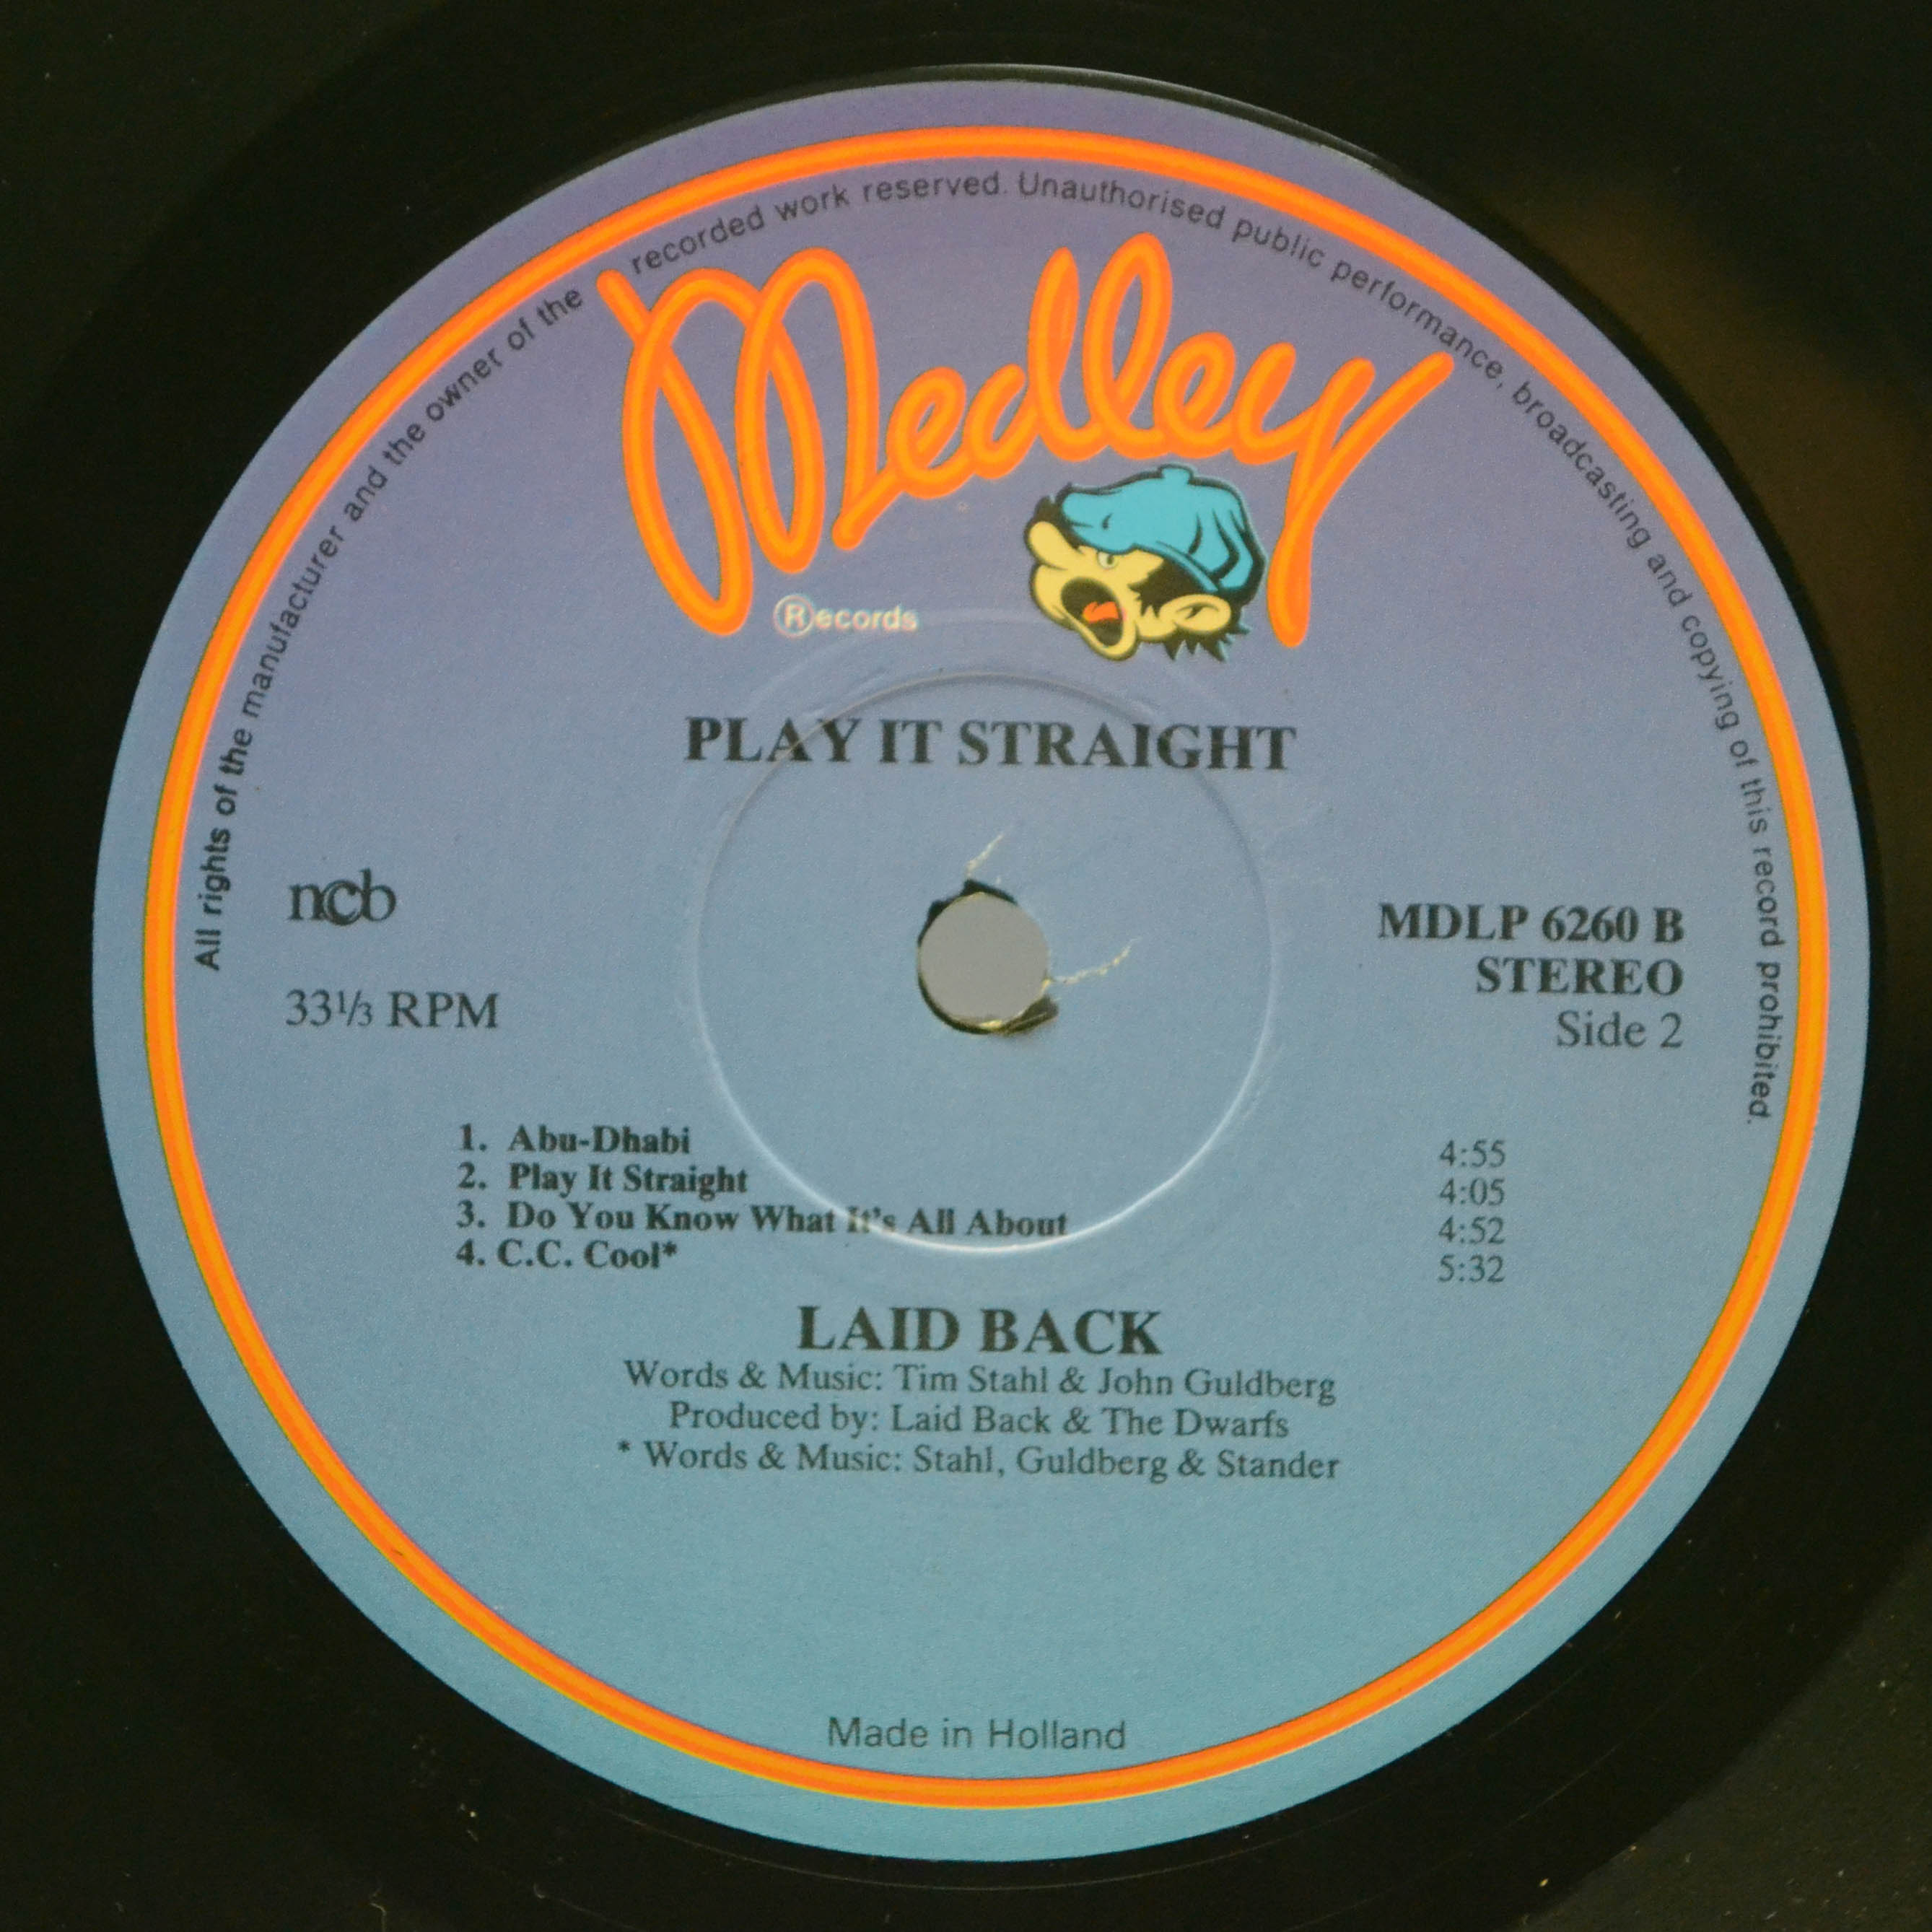 All rights of the manufacturer and the owner of the recorded work reserved. Unauthorised public performance, broadcasting and copying of this record prohibited.
Medley
Records
PLAY IT STRAIGHT
ncb
33⅓ RPM
MDLP 6260 B
STEREO
Side 2
1. Abu-Dhabi 4:55
2. Play It Straight 4:05
3. Do You Know What It's All About 4:52
4. C.C. Cool* 5:32
LAID BACK
Words & Music: Tim Stahl & John Guldberg
Produced by: Laid Back & The Dwarfs
* Words & Music: Stahl, Guldberg & Stander
Made in Holland